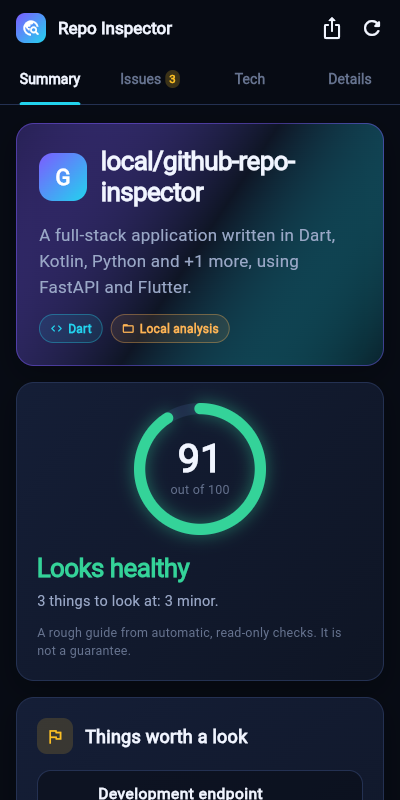 Repo Inspector
Summary
Issues 3
Tech
Details
G
local/github-repo-
inspector
A full-stack application written in Dart,
Kotlin, Python and +1 more, using
FastAPI and Flutter.
Dart
Local analysis
91
out of 100
Looks healthy
3 things to look at: 3 minor.
A rough guide from automatic, read-only checks. It is
not a guarantee.
Things worth a look
Development endpoint